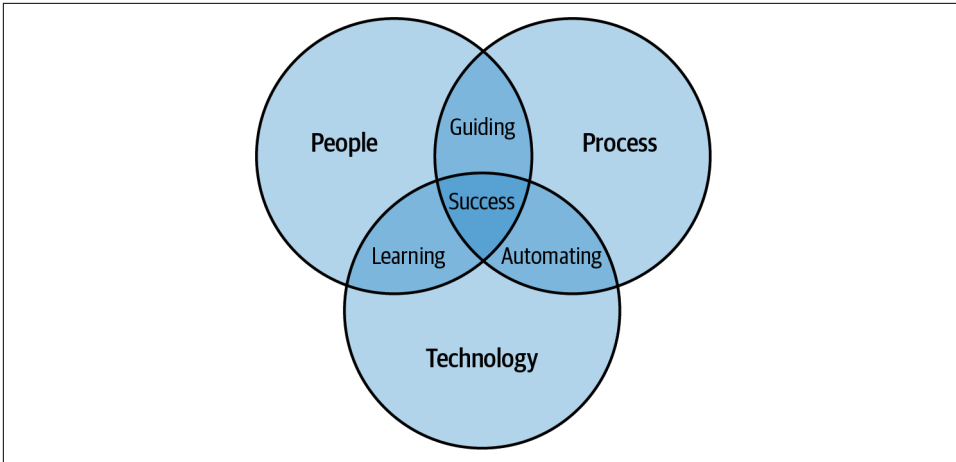 Guiding
People
Process
Success
Learning
Automating
Technology